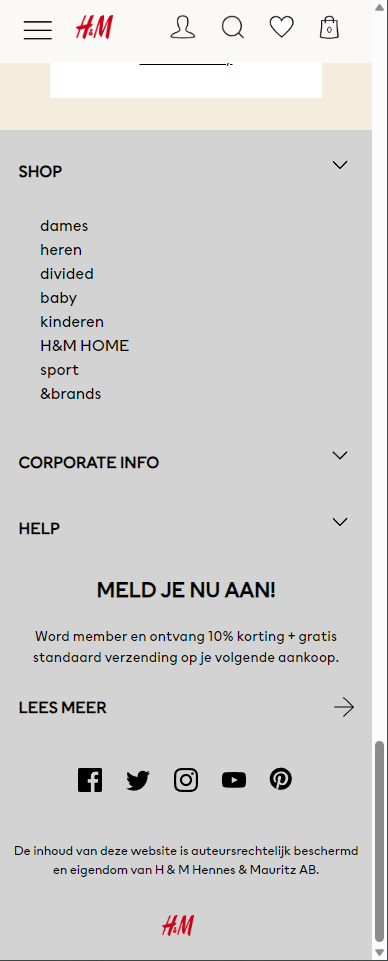 H&M
0
SHOP
dames
heren
divided
baby
kinderen
H&M HOME
sport
&brands
CORPORATE INFO
HELP
MELD JE NU AAN!
Word member en ontvang 10% korting + gratis
standaard verzending op je volgende aankoop.
LEES MEER
De inhoud van deze website is auteursrechtelijk beschermd
en eigendom van H & M Hennes & Mauritz AB.
H&M